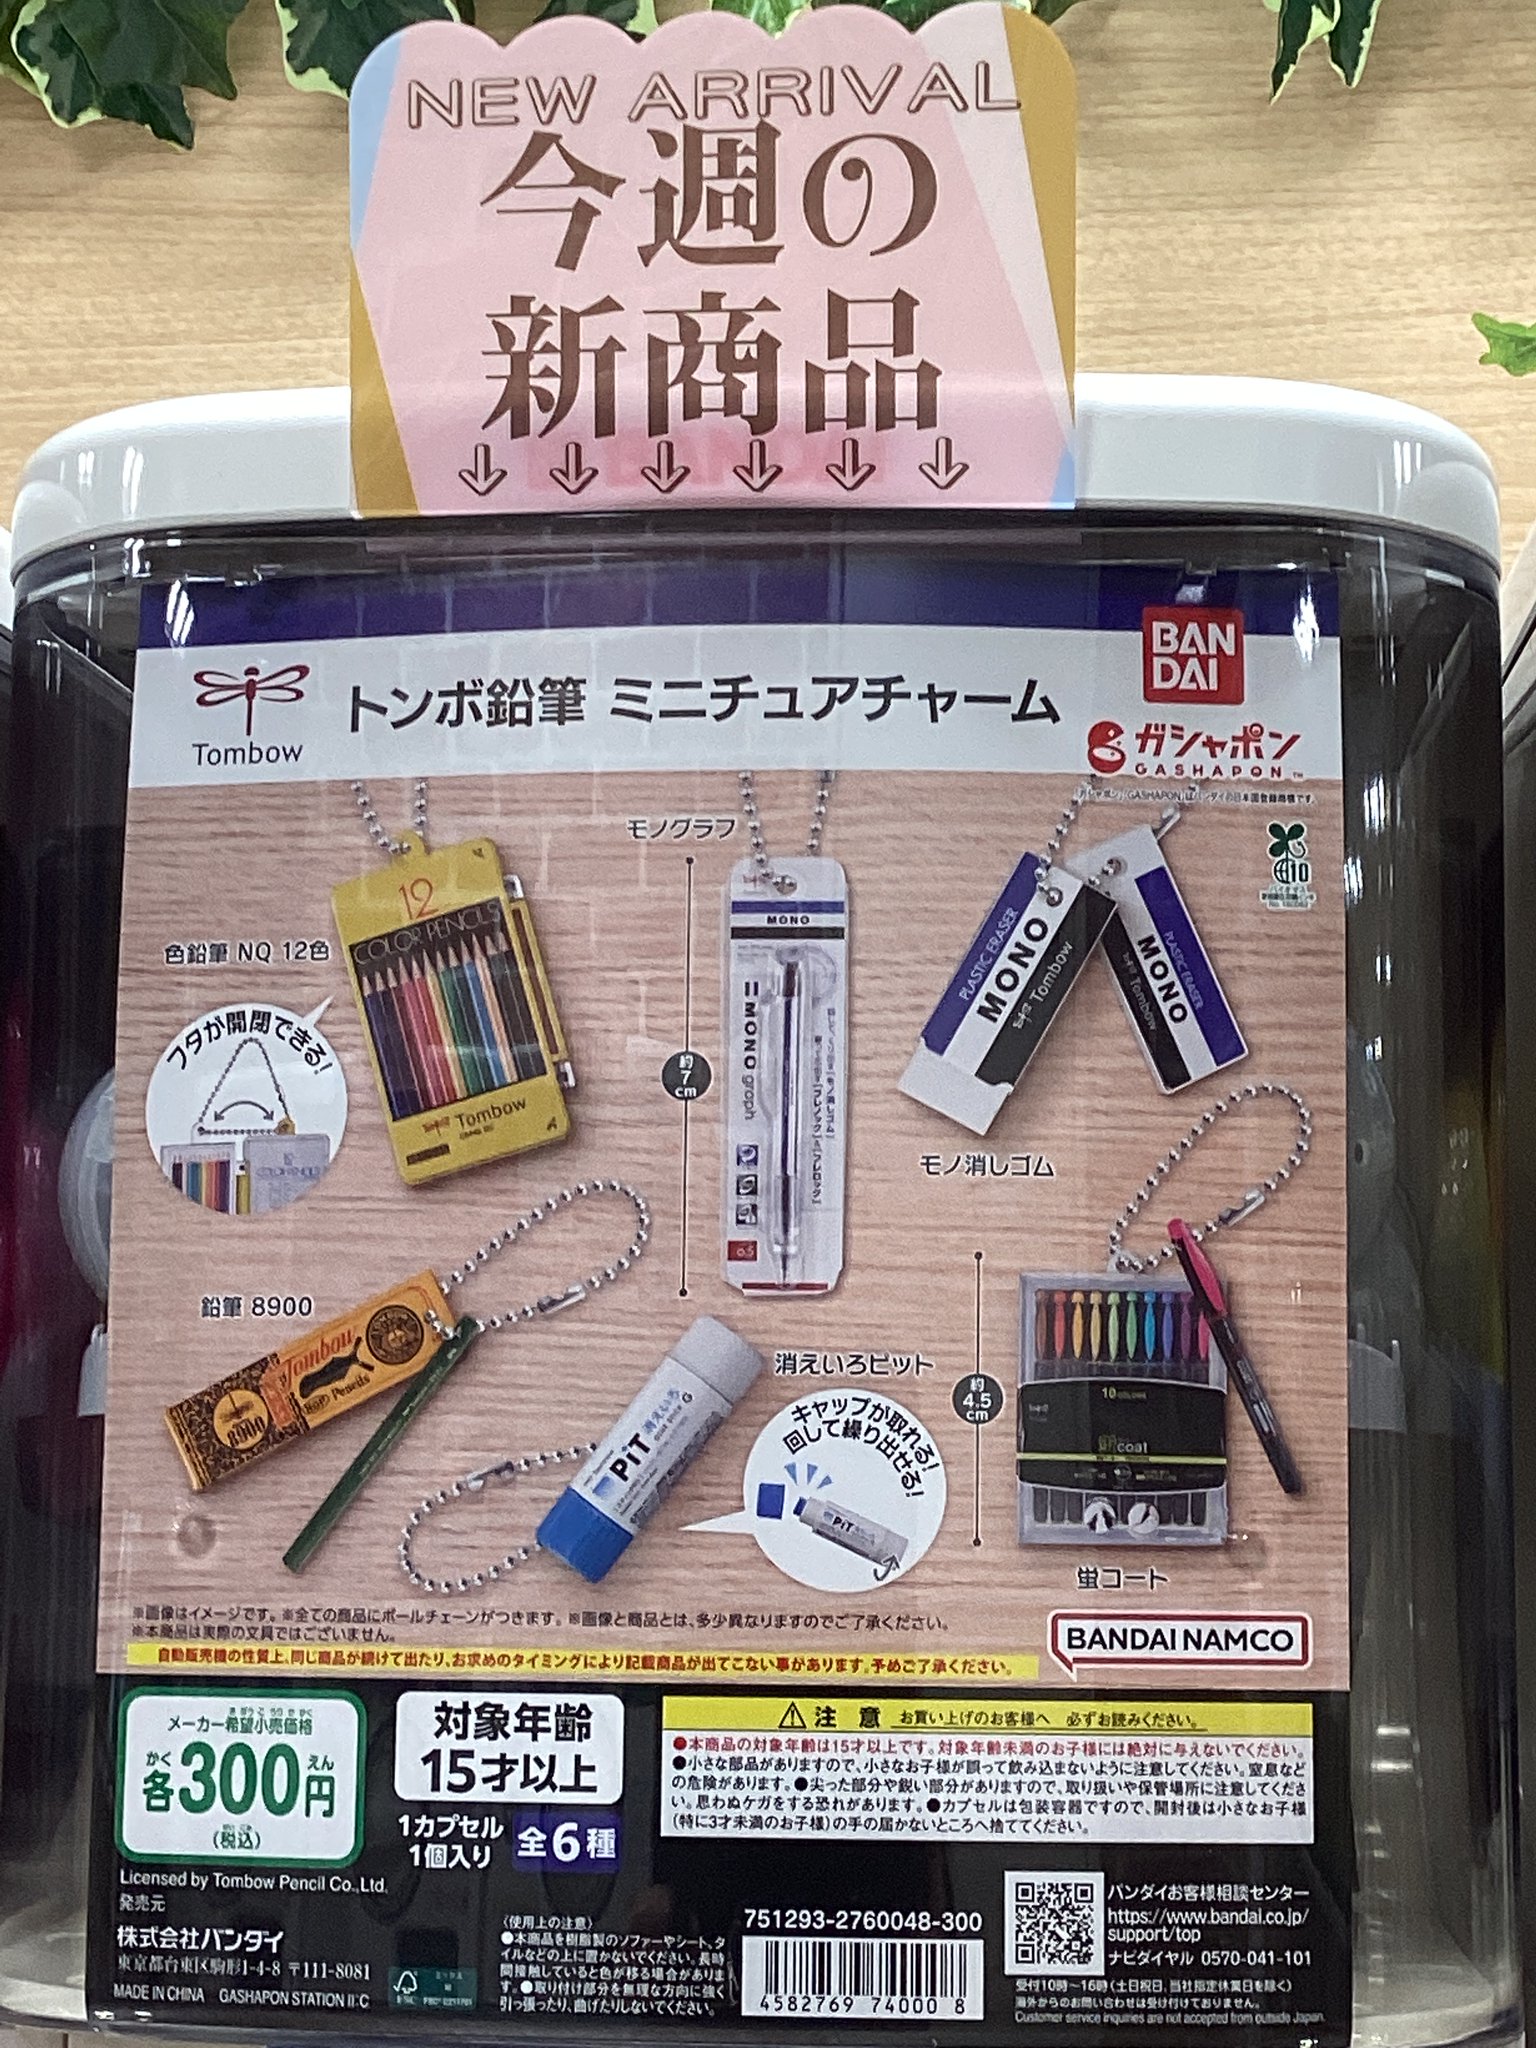 NEW ARRIVAL
今週の
新商品
↓ ↓ ↓ ↓ ↓ ↓
Tombow
トンボ鉛筆 ミニチュアチャーム
BAN
DAI
ガシャポン
GASHAPON™
色鉛筆 NQ 12色
フタが開閉できる!
12
COLOR PENCILS
Tombow
モノグラフ
約
7
cm
MONO
MONO graph
0.5
PLASTIC ERASER
MONO
Tombow
PLASTIC ERASER
MONO
Tombow
モノ消しゴム
鉛筆 8900
Tombow
Pencils
8900
消えいろピット
キャップが取れる!
回して繰り出せる!
消えいろ
PiT
PiT
約
4.5
cm
10 COLORS
coat
蛍コート
※画像はイメージです。※全ての商品にボールチェーンがつきます。※画像と商品とは、多少異なりますのでご了承ください。
※本商品は実際の文具ではございません。
自動販売機の性質上、同じ商品が続けて出たり、お求めのタイミングにより記載商品が出てこない事があります。予めご了承ください。
BANDAI NAMCO
メーカー希望小売価格
各300円
(税込)
対象年齢
15才以上
1カプセル
1個入り
全6種
⚠注 意 お買い上げのお客様へ 必ずお読みください。
●本商品の対象年齢は15才以上です。対象年齢未満のお子様には絶対に与えないでください。
●小さな部品がありますので、小さなお子様が誤って飲み込まないように注意してください。窒息など
の危険があります。●尖った部分や鋭い部分がありますので、取り扱いや保管場所に注意してくださ
い。思わぬケガをする恐れがあります。●カプセルは包装容器ですので、開封後は小さなお子様
(特に3才未満のお子様)の手の届かないところへ捨ててください。
Licensed by Tombow Pencil Co.,Ltd.
発売元
株式会社バンダイ
東京都台東区駒形1-4-8 〒111-8081
MADE IN CHINA GASHAPON STATION II:C
〈使用上の注意〉
●本商品を樹脂製のソファーやシート、タ
イルなどの上に置かないでください。長時
間接触していると色が移る場合がありま
す。●取り付け部分を無理な方向に強く
引っ張ったり、曲げたりしないでください。
751293-2760048-300
4582769 74000 8
バンダイお客様相談センター
https://www.bandai.co.jp/
support/top
ナビダイヤル 0570-041-101
受付10時〜16時(土日祝日、当社指定休業日を除く)
海外からのお問い合わせは受け付けておりません。
Customer service inquiries are not accepted from outside Japan.